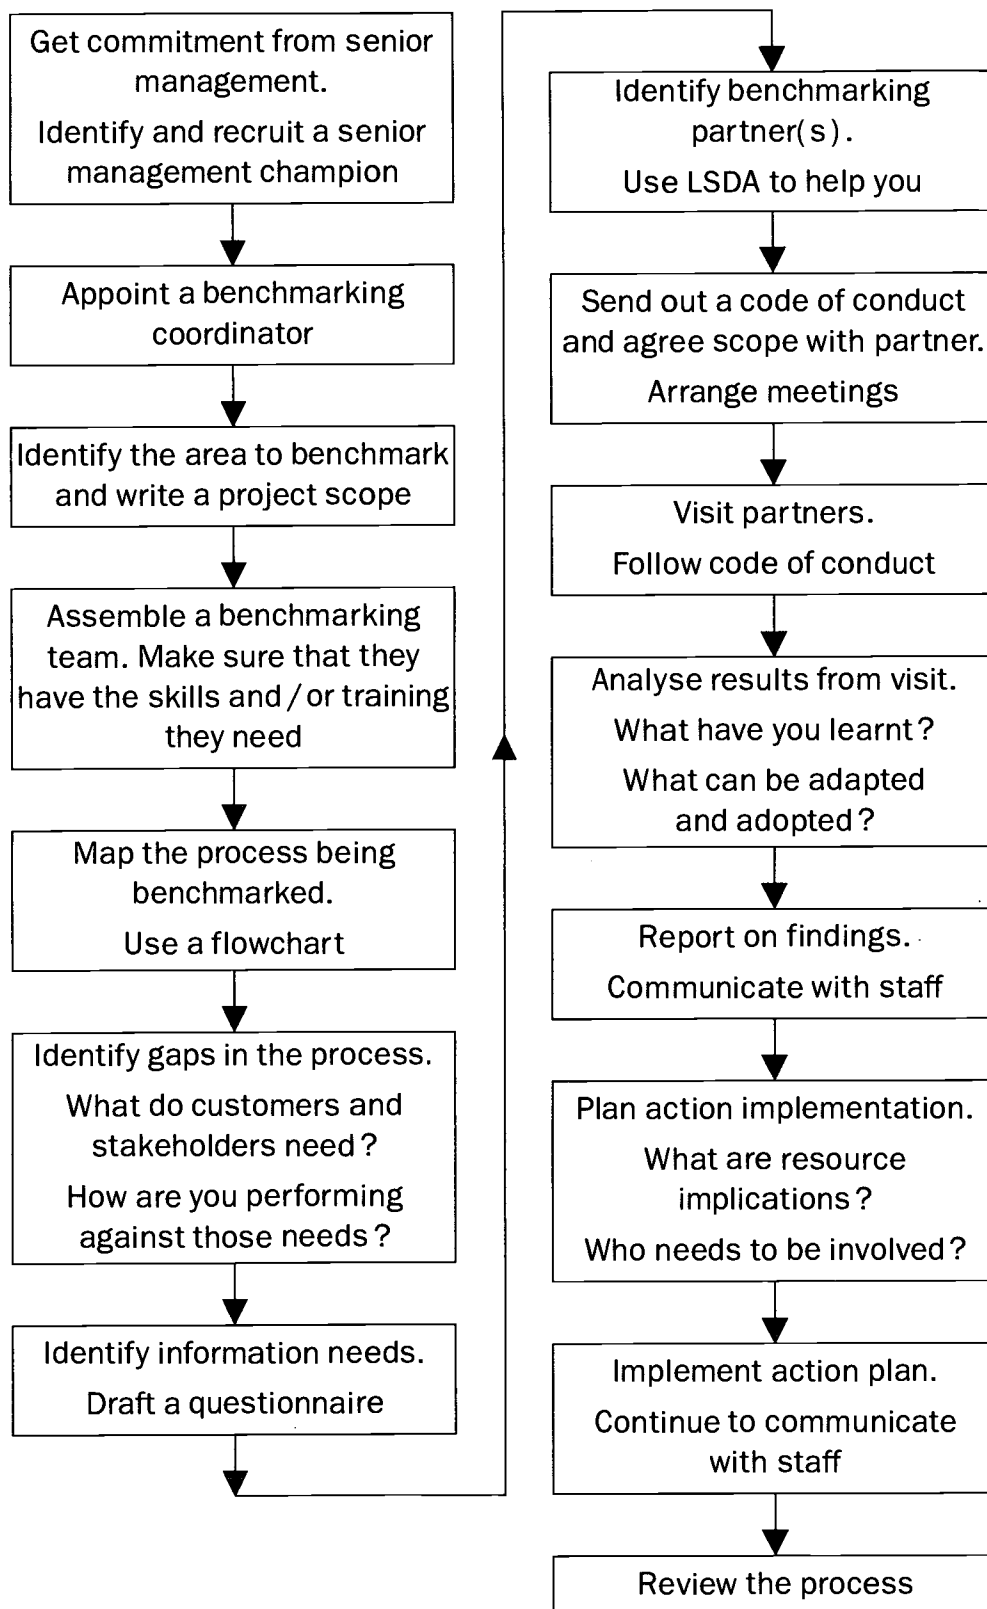 Get commitment from senior
management.
Identify and recruit a senior
management champion
Appoint a benchmarking
coordinator
Identify the area to benchmark
and write a project scope
Assemble a benchmarking
team. Make sure that they
have the skills and / or training
they need
Map the process being
benchmarked.
Use a flowchart
Identify gaps in the process.
What do customers and
stakeholders need?
How are you performing
against those needs?
Identify information needs.
Draft a questionnaire
Identify benchmarking
partner(s).
Use LSDA to help you
Send out a code of conduct
and agree scope with partner.
Arrange meetings
Visit partners.
Follow code of conduct
Analyse results from visit.
What have you learnt?
What can be adapted
and adopted?
Report on findings.
Communicate with staff
Plan action implementation.
What are resource
implications?
Who needs to be involved?
Implement action plan.
Continue to communicate
with staff
Review the process